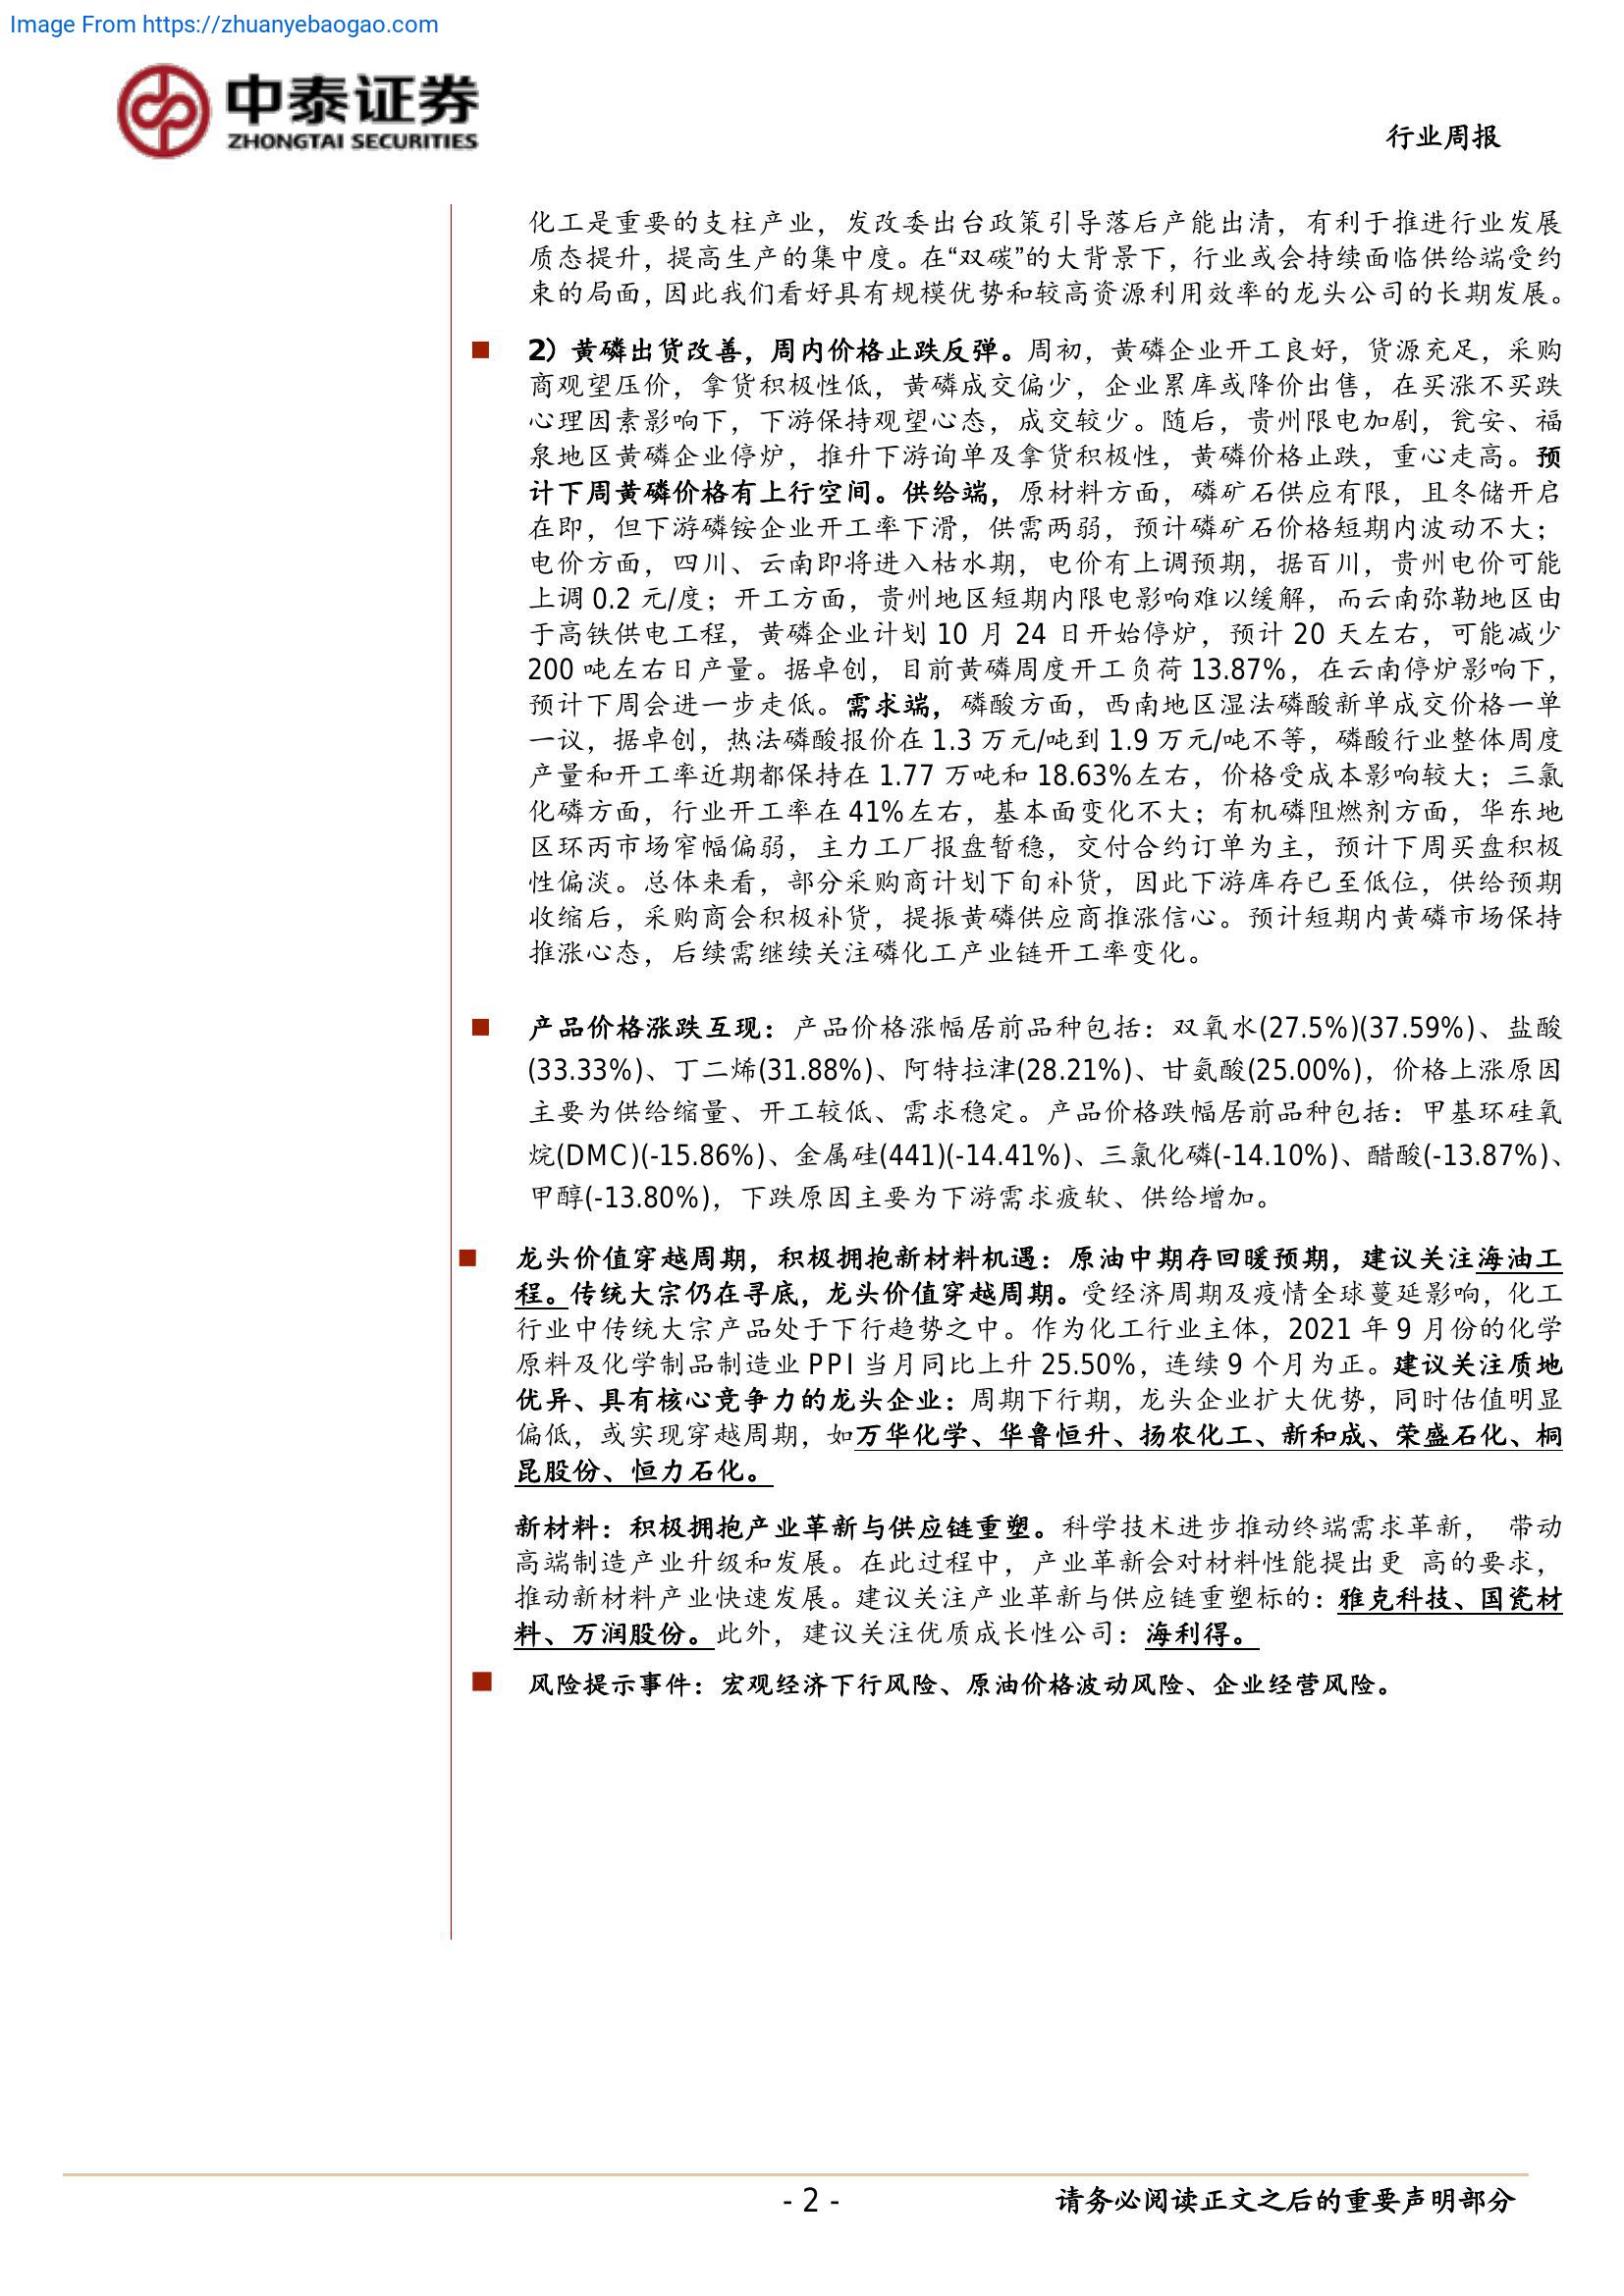 Image From https://zhuanyebaogao.com
中泰证券
ZHONGTAI SECURITIES
行业周报
化工是重要的支柱产业，发改委出台政策引导落后产能出清，有利于推进行业发展
质态提升，提高生产的集中度。在“双碳”的大背景下，行业或会持续面临供给端受约
束的局面，因此我们看好具有规模优势和较高资源利用效率的龙头公司的长期发展。
■ 2）黄磷出货改善，周内价格止跌反弹。周初，黄磷企业开工良好，货源充足，采购
商观望压价，拿货积极性低，黄磷成交偏少，企业累库或降价出售，在买涨不买跌
心理因素影响下，下游保持观望心态，成交较少。随后，贵州限电加剧，瓮安、福
泉地区黄磷企业停炉，推升下游询单及拿货积极性，黄磷价格止跌，重心走高。预
计下周黄磷价格有上行空间。供给端，原材料方面，磷矿石供应有限，且冬储开启
在即，但下游磷铵企业开工率下滑，供需两弱，预计磷矿石价格短期内波动不大；
电价方面，四川、云南即将进入枯水期，电价有上调预期，据百川，贵州电价可能
上调 0.2 元/度；开工方面，贵州地区短期内限电影响难以缓解，而云南弥勒地区由
于高铁供电工程，黄磷企业计划 10 月 24 日开始停炉，预计 20 天左右，可能减少
200 吨左右日产量。据卓创，目前黄磷周度开工负荷 13.87%，在云南停炉影响下，
预计下周会进一步走低。需求端，磷酸方面，西南地区湿法磷酸新单成交价格一单
一议，据卓创，热法磷酸报价在 1.3 万元/吨到 1.9 万元/吨不等，磷酸行业整体周度
产量和开工率近期都保持在 1.77 万吨和 18.63%左右，价格受成本影响较大；三氯
化磷方面，行业开工率在 41%左右，基本面变化不大；有机磷阻燃剂方面，华东地
区环丙市场窄幅偏弱，主力工厂报盘暂稳，交付合约订单为主，预计下周买盘积极
性偏淡。总体来看，部分采购商计划下旬补货，因此下游库存已至低位，供给预期
收缩后，采购商会积极补货，提振黄磷供应商推涨信心。预计短期内黄磷市场保持
推涨心态，后续需继续关注磷化工产业链开工率变化。
■ 产品价格涨跌互现：产品价格涨幅居前品种包括：双氧水(27.5%)(37.59%)、盐酸
(33.33%)、丁二烯(31.88%)、阿特拉津(28.21%)、甘氨酸(25.00%)，价格上涨原因
主要为供给缩量、开工较低、需求稳定。产品价格跌幅居前品种包括：甲基环硅氧
烷(DMC)(-15.86%)、金属硅(441)(-14.41%)、三氯化磷(-14.10%)、醋酸(-13.87%)、
甲醇(-13.80%)，下跌原因主要为下游需求疲软、供给增加。
■ 龙头价值穿越周期，积极拥抱新材料机遇：原油中期存回暖预期，建议关注海油工
程。传统大宗仍在寻底，龙头价值穿越周期。受经济周期及疫情全球蔓延影响，化工
行业中传统大宗产品处于下行趋势之中。作为化工行业主体，2021 年 9 月份的化学
原料及化学制品制造业 PPI 当月同比上升 25.50%，连续 9 个月为正。建议关注质地
优异、具有核心竞争力的龙头企业：周期下行期，龙头企业扩大优势，同时估值明显
偏低，或实现穿越周期，如万华化学、华鲁恒升、扬农化工、新和成、荣盛石化、桐
昆股份、恒力石化。
新材料：积极拥抱产业革新与供应链重塑。科学技术进步推动终端需求革新， 带动
高端制造产业升级和发展。在此过程中，产业革新会对材料性能提出更 高的要求，
推动新材料产业快速发展。建议关注产业革新与供应链重塑标的：雅克科技、国瓷材
料、万润股份。此外，建议关注优质成长性公司：海利得。
■ 风险提示事件：宏观经济下行风险、原油价格波动风险、企业经营风险。
- 2 -
请务必阅读正文之后的重要声明部分